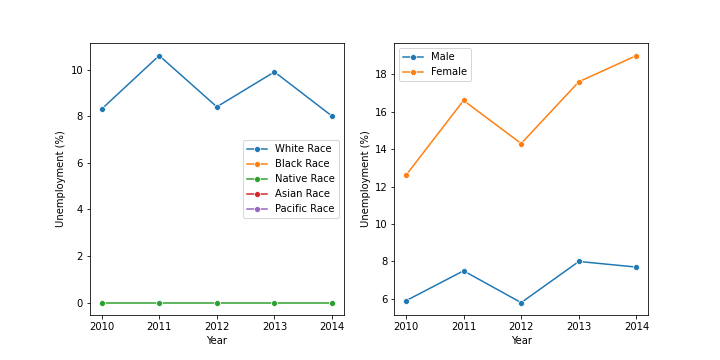 Unemployment (%)
10
8
6
4
2
0
White Race
Black Race
Native Race
Asian Race
Pacific Race
2010 2011 2012 2013 2014
Year
Unemployment (%)
18
16
14
12
10
8
6
Male
Female
2010 2011 2012 2013 2014
Year